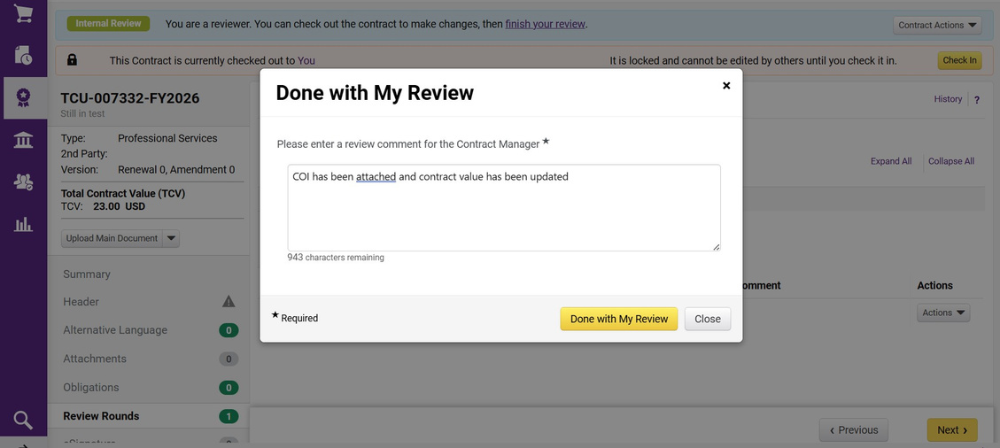 Internal Review
You are a reviewer. You can check out the contract to make changes, then finish your review.
Contract Actions
This Contract is currently checked out to You
It is locked and cannot be edited by others until you check it in.
Check In
TCU-007332-FY2026
Still in test
Type: Professional Services
2nd Party:
Version: Renewal 0, Amendment 0
Total Contract Value (TCV)
TCV: 23.00 USD
Upload Main Document
Summary
Header
Alternative Language 0
Attachments 0
Obligations 0
Review Rounds 1
Done with My Review
×
Please enter a review comment for the Contract Manager ★
COI has been attached and contract value has been updated
943 characters remaining
★ Required
Done with My Review
Close
History
?
Expand All
Collapse All
omment
Actions
Actions
‹ Previous
Next ›